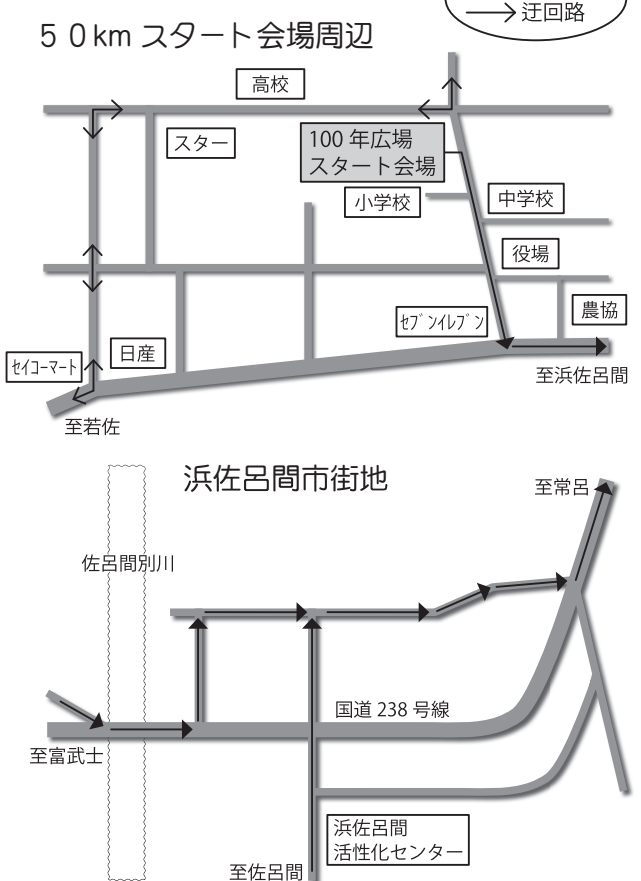 迂回路
５０km スタート会場周辺
高校
スター
100 年広場
スタート会場
小学校
中学校
役場
ｾﾌﾞﾝｲﾚﾌﾞﾝ
農協
ｾｲｺｰﾏｰﾄ
日産
至浜佐呂間
至若佐
浜佐呂間市街地
至常呂
佐呂間別川
国道 238 号線
至富武士
浜佐呂間
活性化センター
至佐呂間